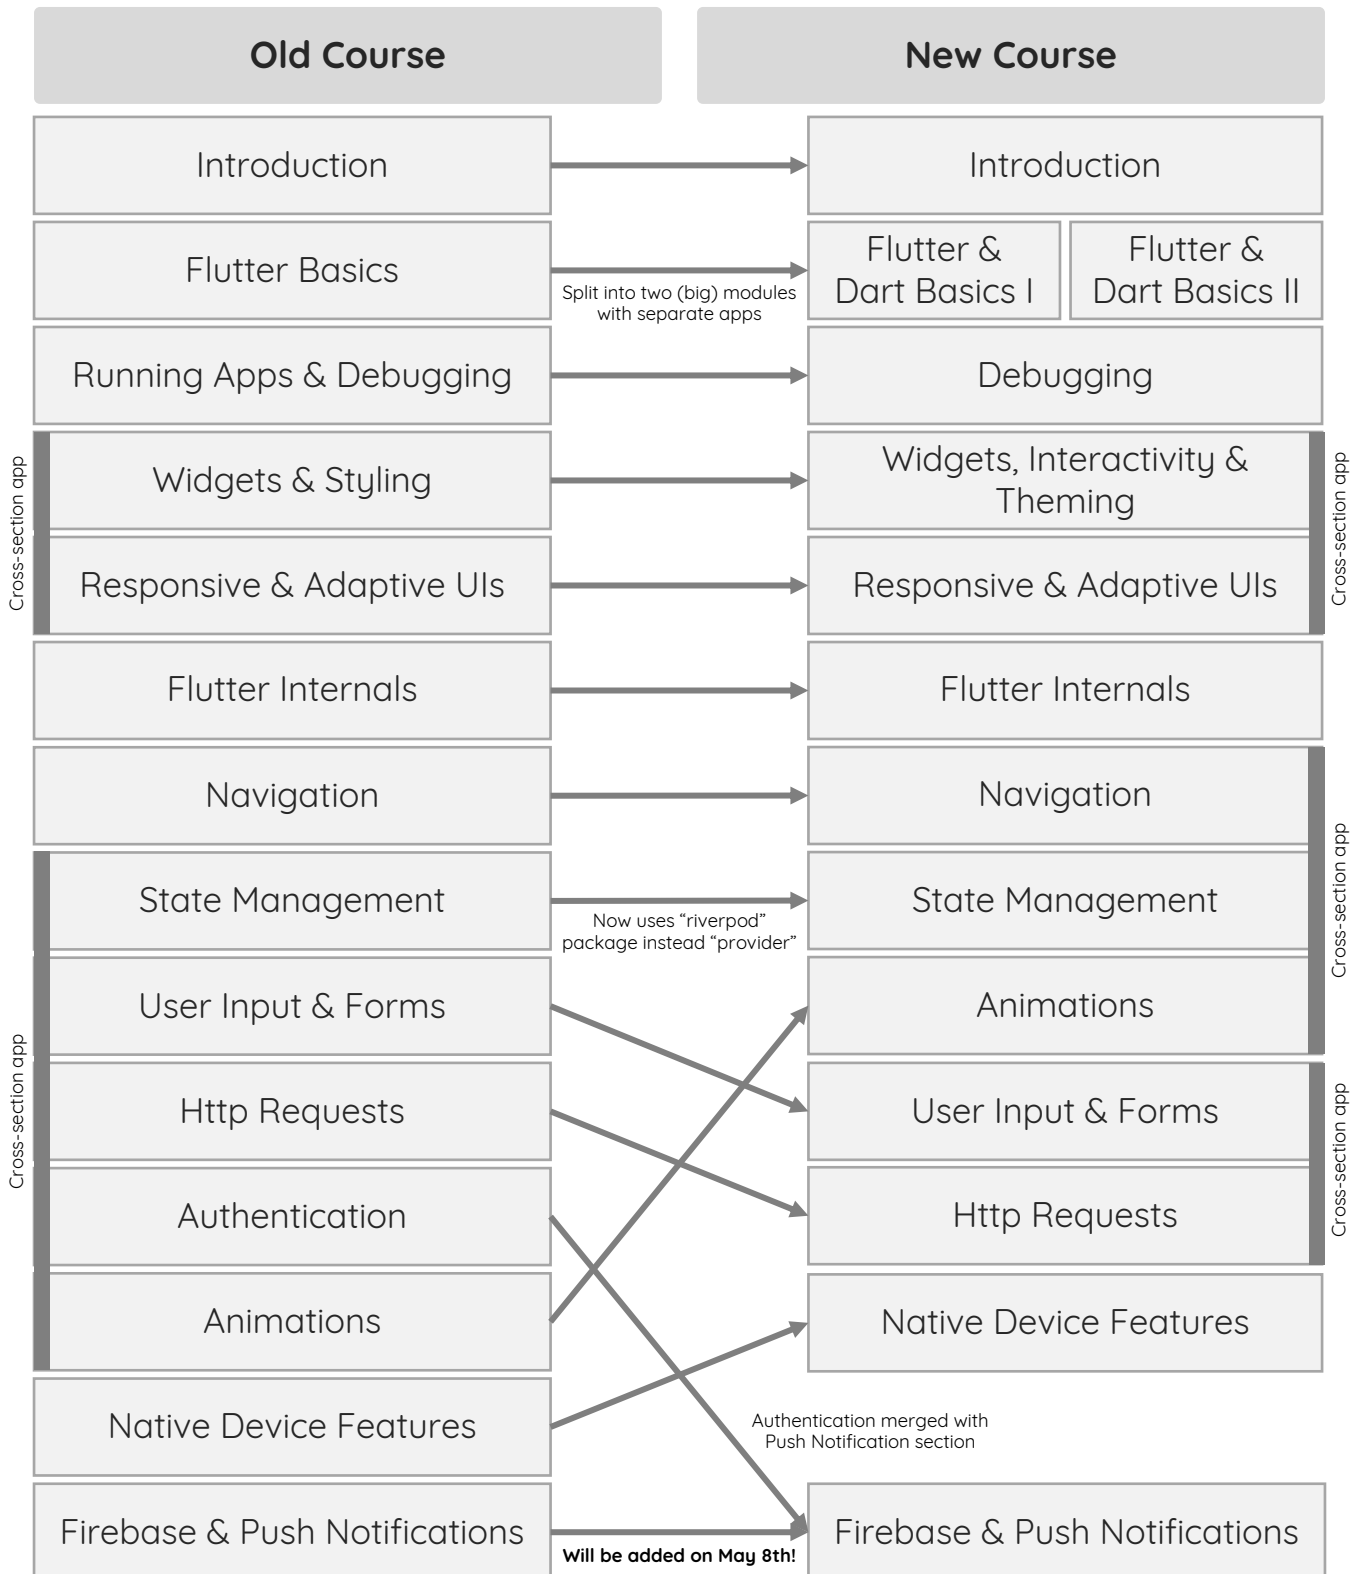 Old Course
New Course
Introduction
Introduction
Flutter Basics
Split into two (big) modules
with separate apps
Flutter &
Dart Basics I
Flutter &
Dart Basics II
Running Apps & Debugging
Debugging
Cross-section app
Widgets & Styling
Widgets, Interactivity &
Theming
Cross-section app
Responsive & Adaptive UIs
Responsive & Adaptive UIs
Flutter Internals
Flutter Internals
Navigation
Navigation
Cross-section app
State Management
Now uses “riverpod”
package instead “provider”
State Management
User Input & Forms
Animations
Cross-section app
Http Requests
User Input & Forms
Cross-section app
Authentication
Http Requests
Animations
Native Device Features
Native Device Features
Authentication merged with
Push Notification section
Firebase & Push Notifications
Will be added on May 8th!
Firebase & Push Notifications